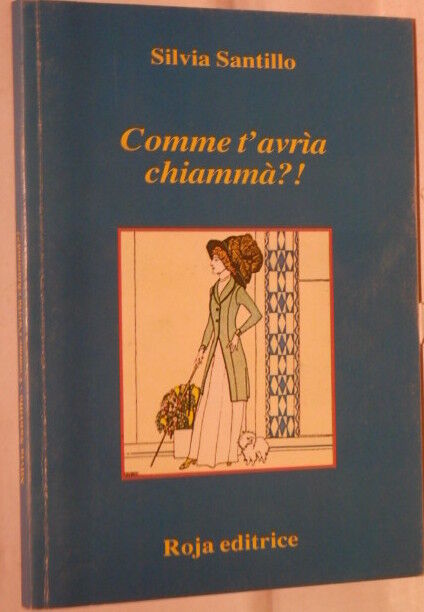 Silvia Santillo
Comme t'avrìa
chiammà?!
Roja editrice